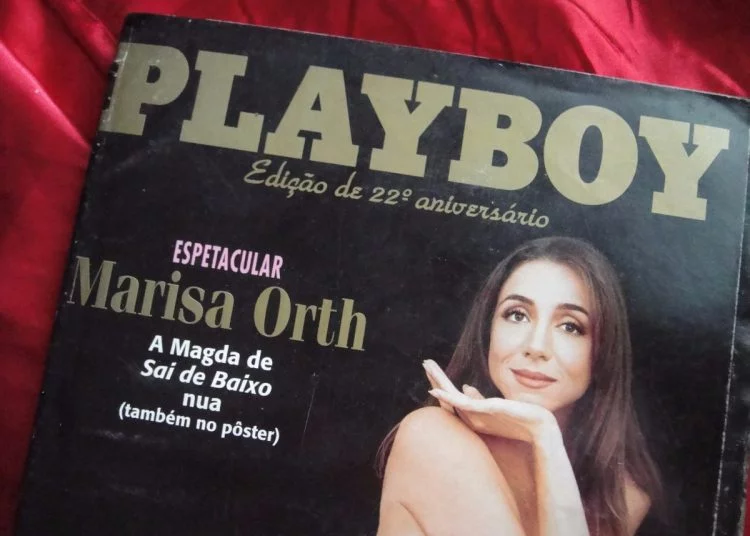 PLAYBOY
Edição de 22º aniversário
ESPETACULAR
Marisa Orth
A Magda de
Sai de Baixo
nua
(também no pôster)